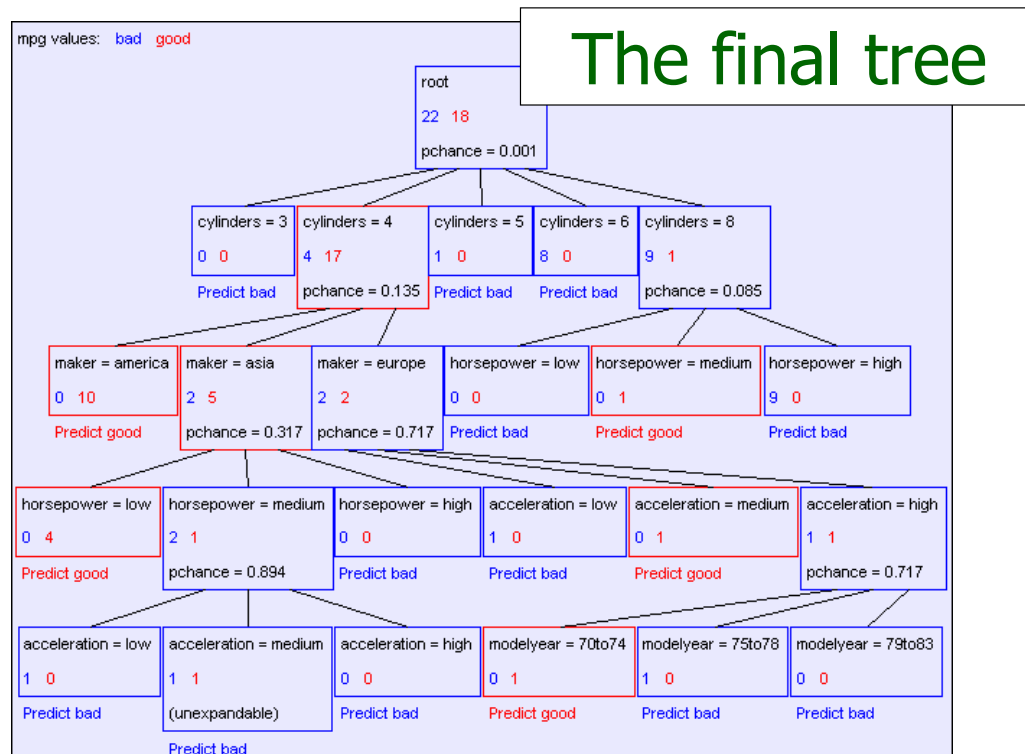 The final tree
mpg values: bad good
root
22 18
pchance = 0.001
cylinders = 3
0 0
Predict bad
cylinders = 4
4 17
pchance = 0.135
cylinders = 5
1 0
Predict bad
cylinders = 6
8 0
Predict bad
cylinders = 8
9 1
pchance = 0.085
maker = america
0 10
Predict good
maker = asia
2 5
pchance = 0.317
maker = europe
2 2
pchance = 0.717
horsepower = low
0 0
Predict bad
horsepower = medium
0 1
Predict good
horsepower = high
9 0
Predict bad
horsepower = low
0 4
Predict good
horsepower = medium
2 1
pchance = 0.894
horsepower = high
0 0
Predict bad
acceleration = low
1 0
Predict bad
acceleration = medium
0 1
Predict good
acceleration = high
1 1
pchance = 0.717
acceleration = low
1 0
Predict bad
acceleration = medium
1 1
(unexpandable)
Predict bad
acceleration = high
0 0
Predict bad
modelyear = 70to74
0 1
Predict good
modelyear = 75to78
1 0
Predict bad
modelyear = 79to83
0 0
Predict bad